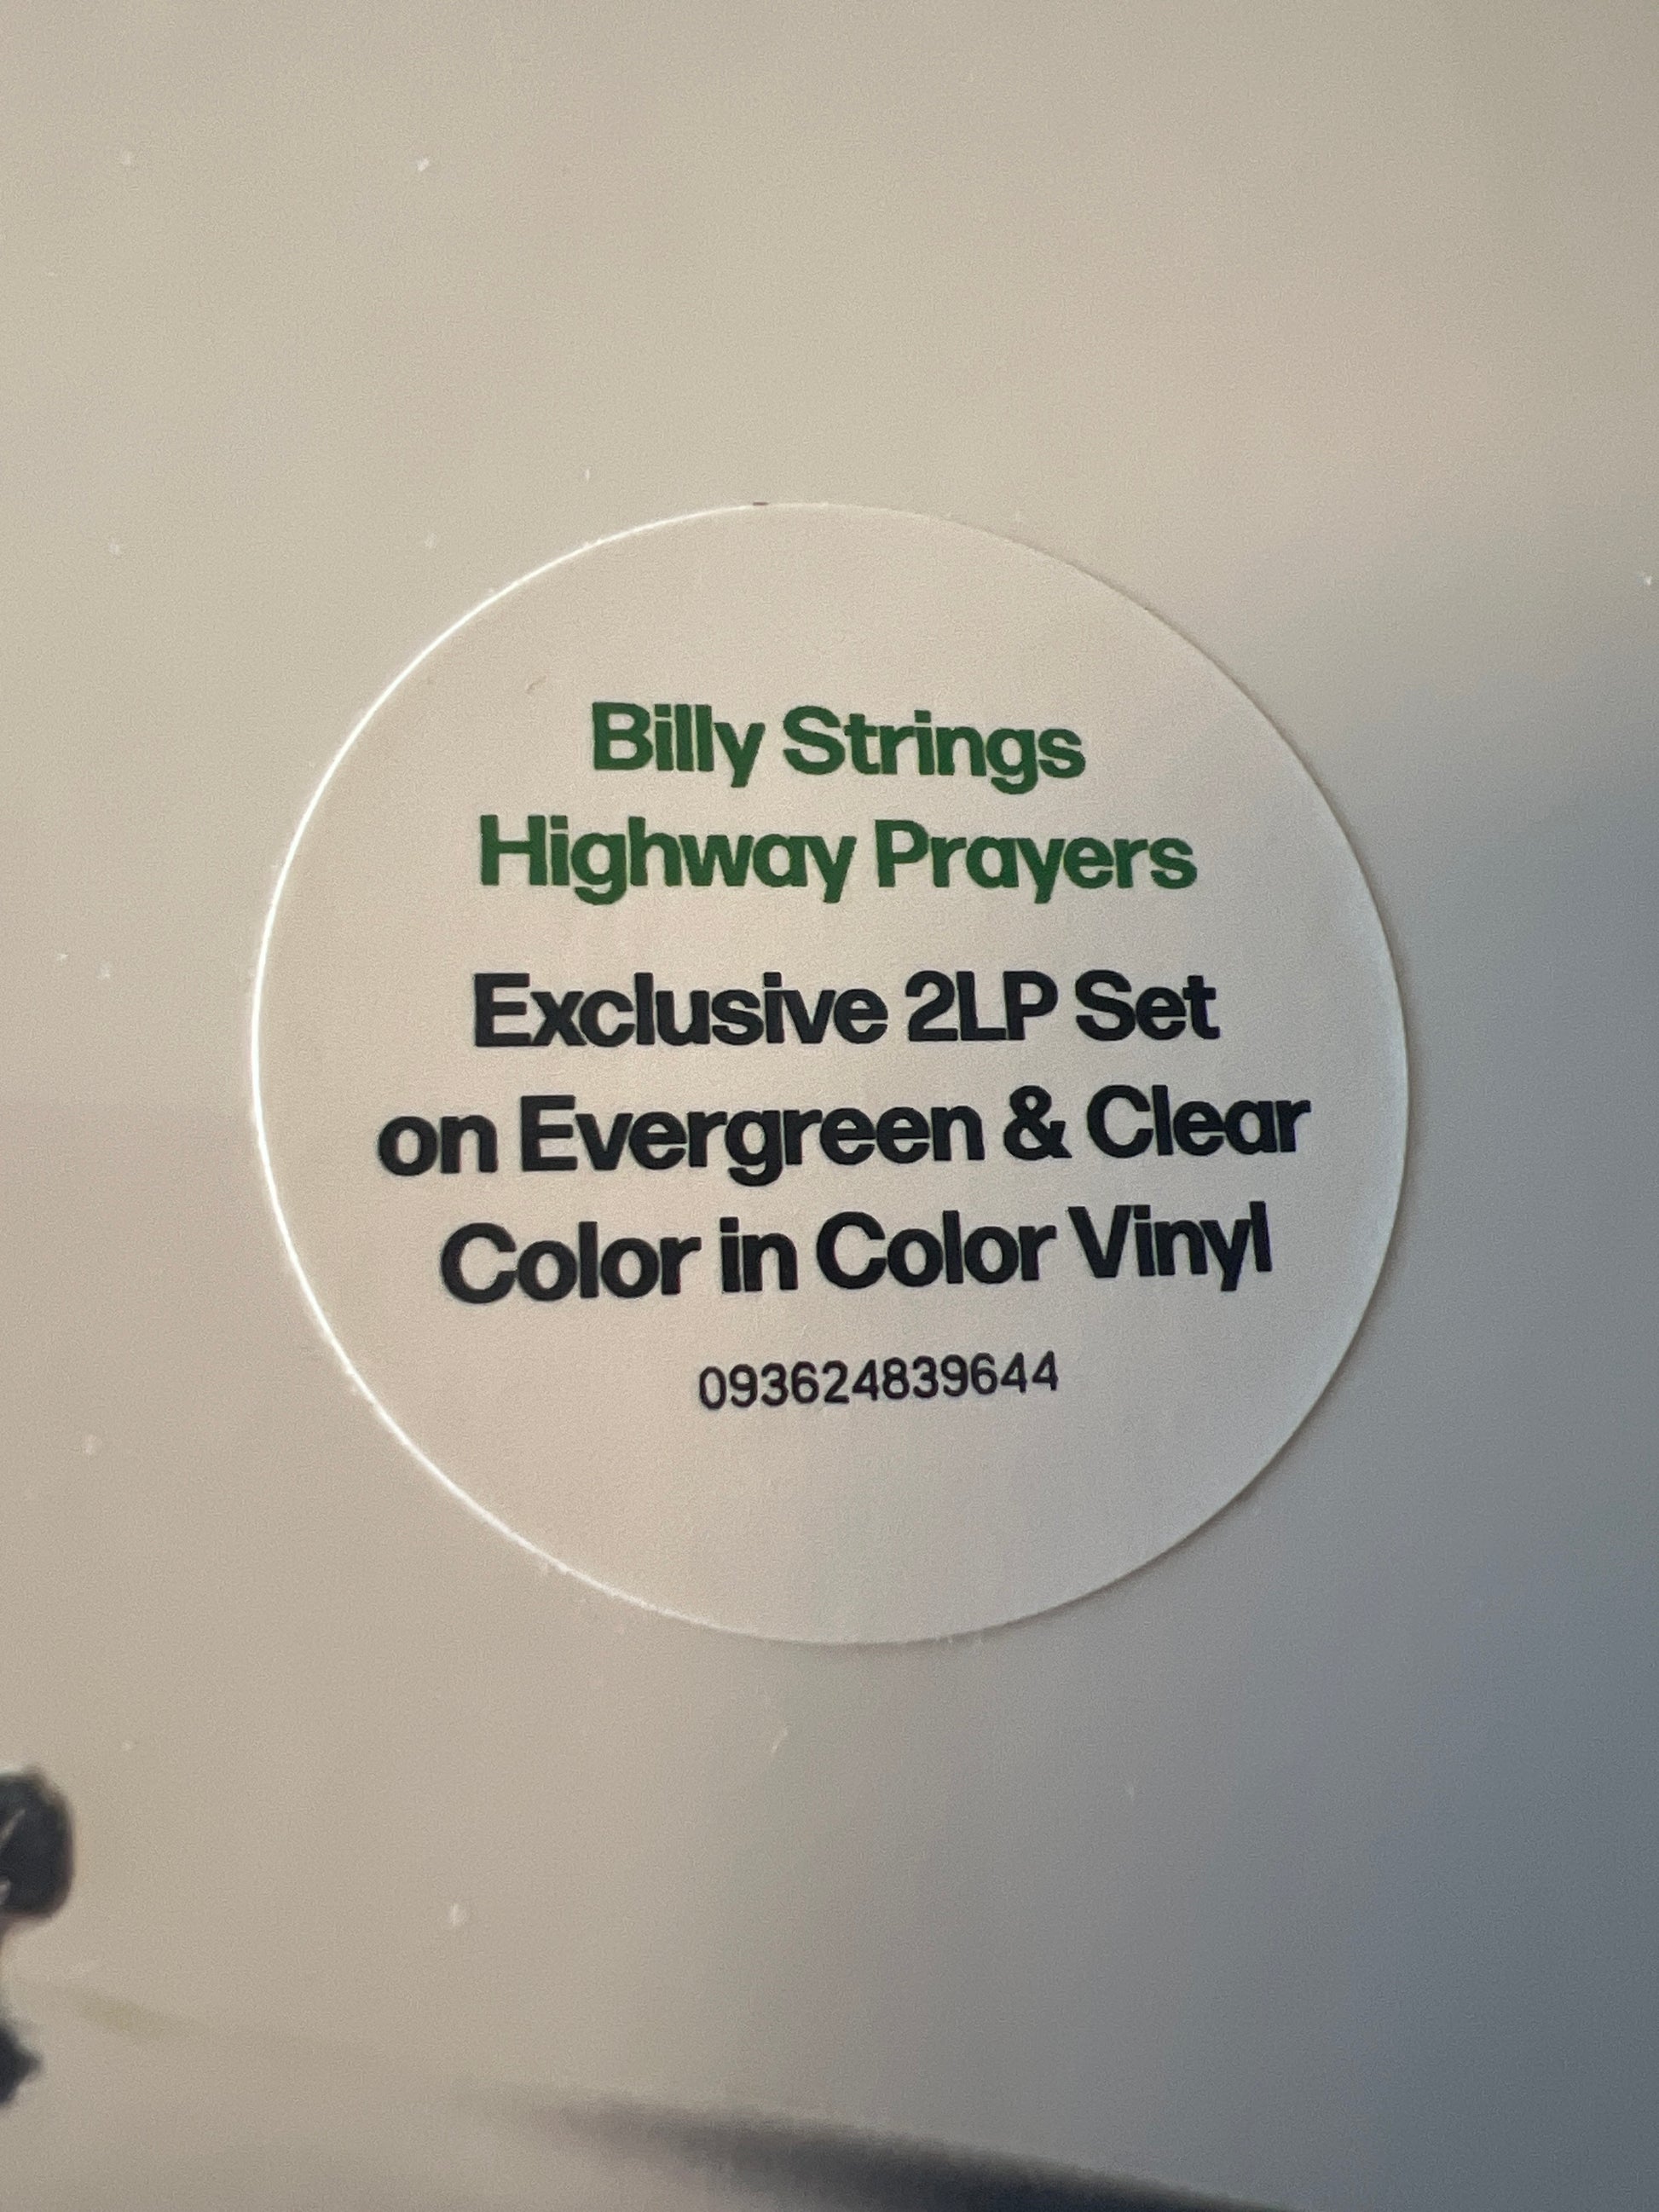 Billy Strings
Highway Prayers
Exclusive 2LP Set
on Evergreen & Clear
Color in Color Vinyl
093624839644